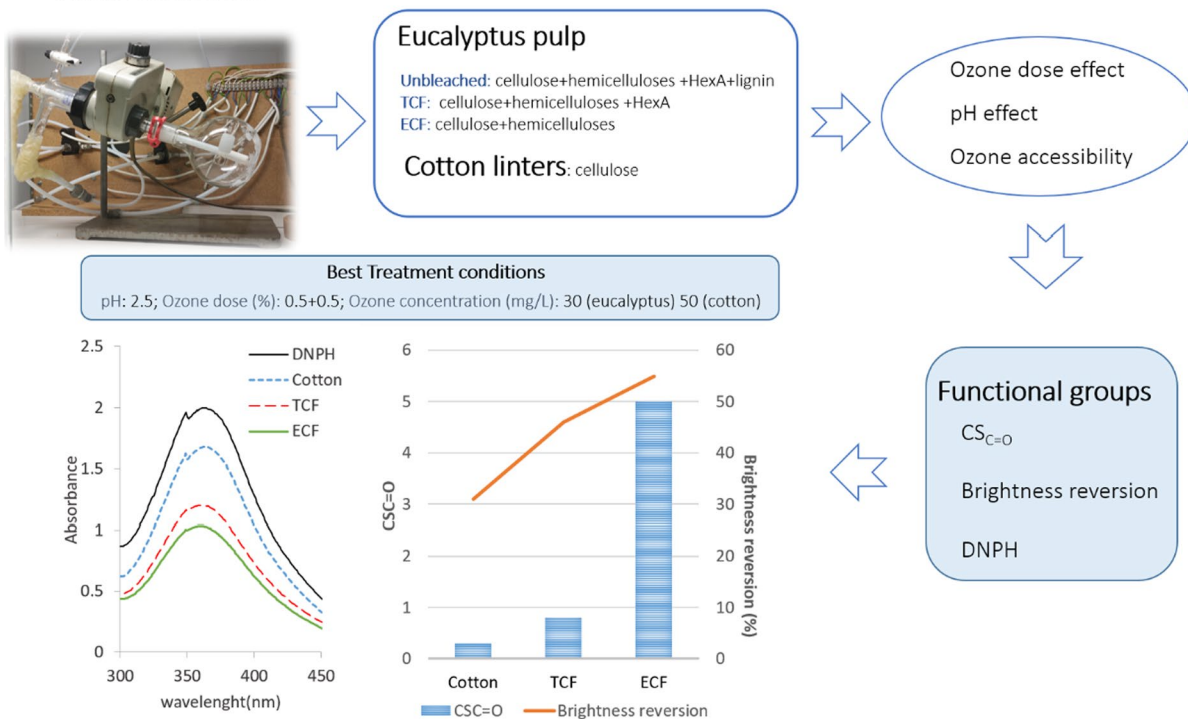 Eucalyptus pulp
Unbleached: cellulose+hemicelluloses +HexA+lignin
TCF: cellulose+hemicelluloses +HexA
ECF: cellulose+hemicelluloses
Cotton linters: cellulose
Ozone dose effect
pH effect
Ozone accessibility
Best Treatment conditions
pH: 2.5; Ozone dose (%): 0.5+0.5; Ozone concentration (mg/L): 30 (eucalyptus) 50 (cotton)
2.5
2
1.5
1
0.5
0
Absorbance
300
350
400
450
wavelenght(nm)
DNPH
Cotton
TCF
ECF
6
5
4
3
2
1
0
CSC=O
60
50
40
30
20
10
0
Brightness reversion (%)
Cotton
TCF
ECF
CSC=O
Brightness reversion
Functional groups
CSC=O
Brightness reversion
DNPH